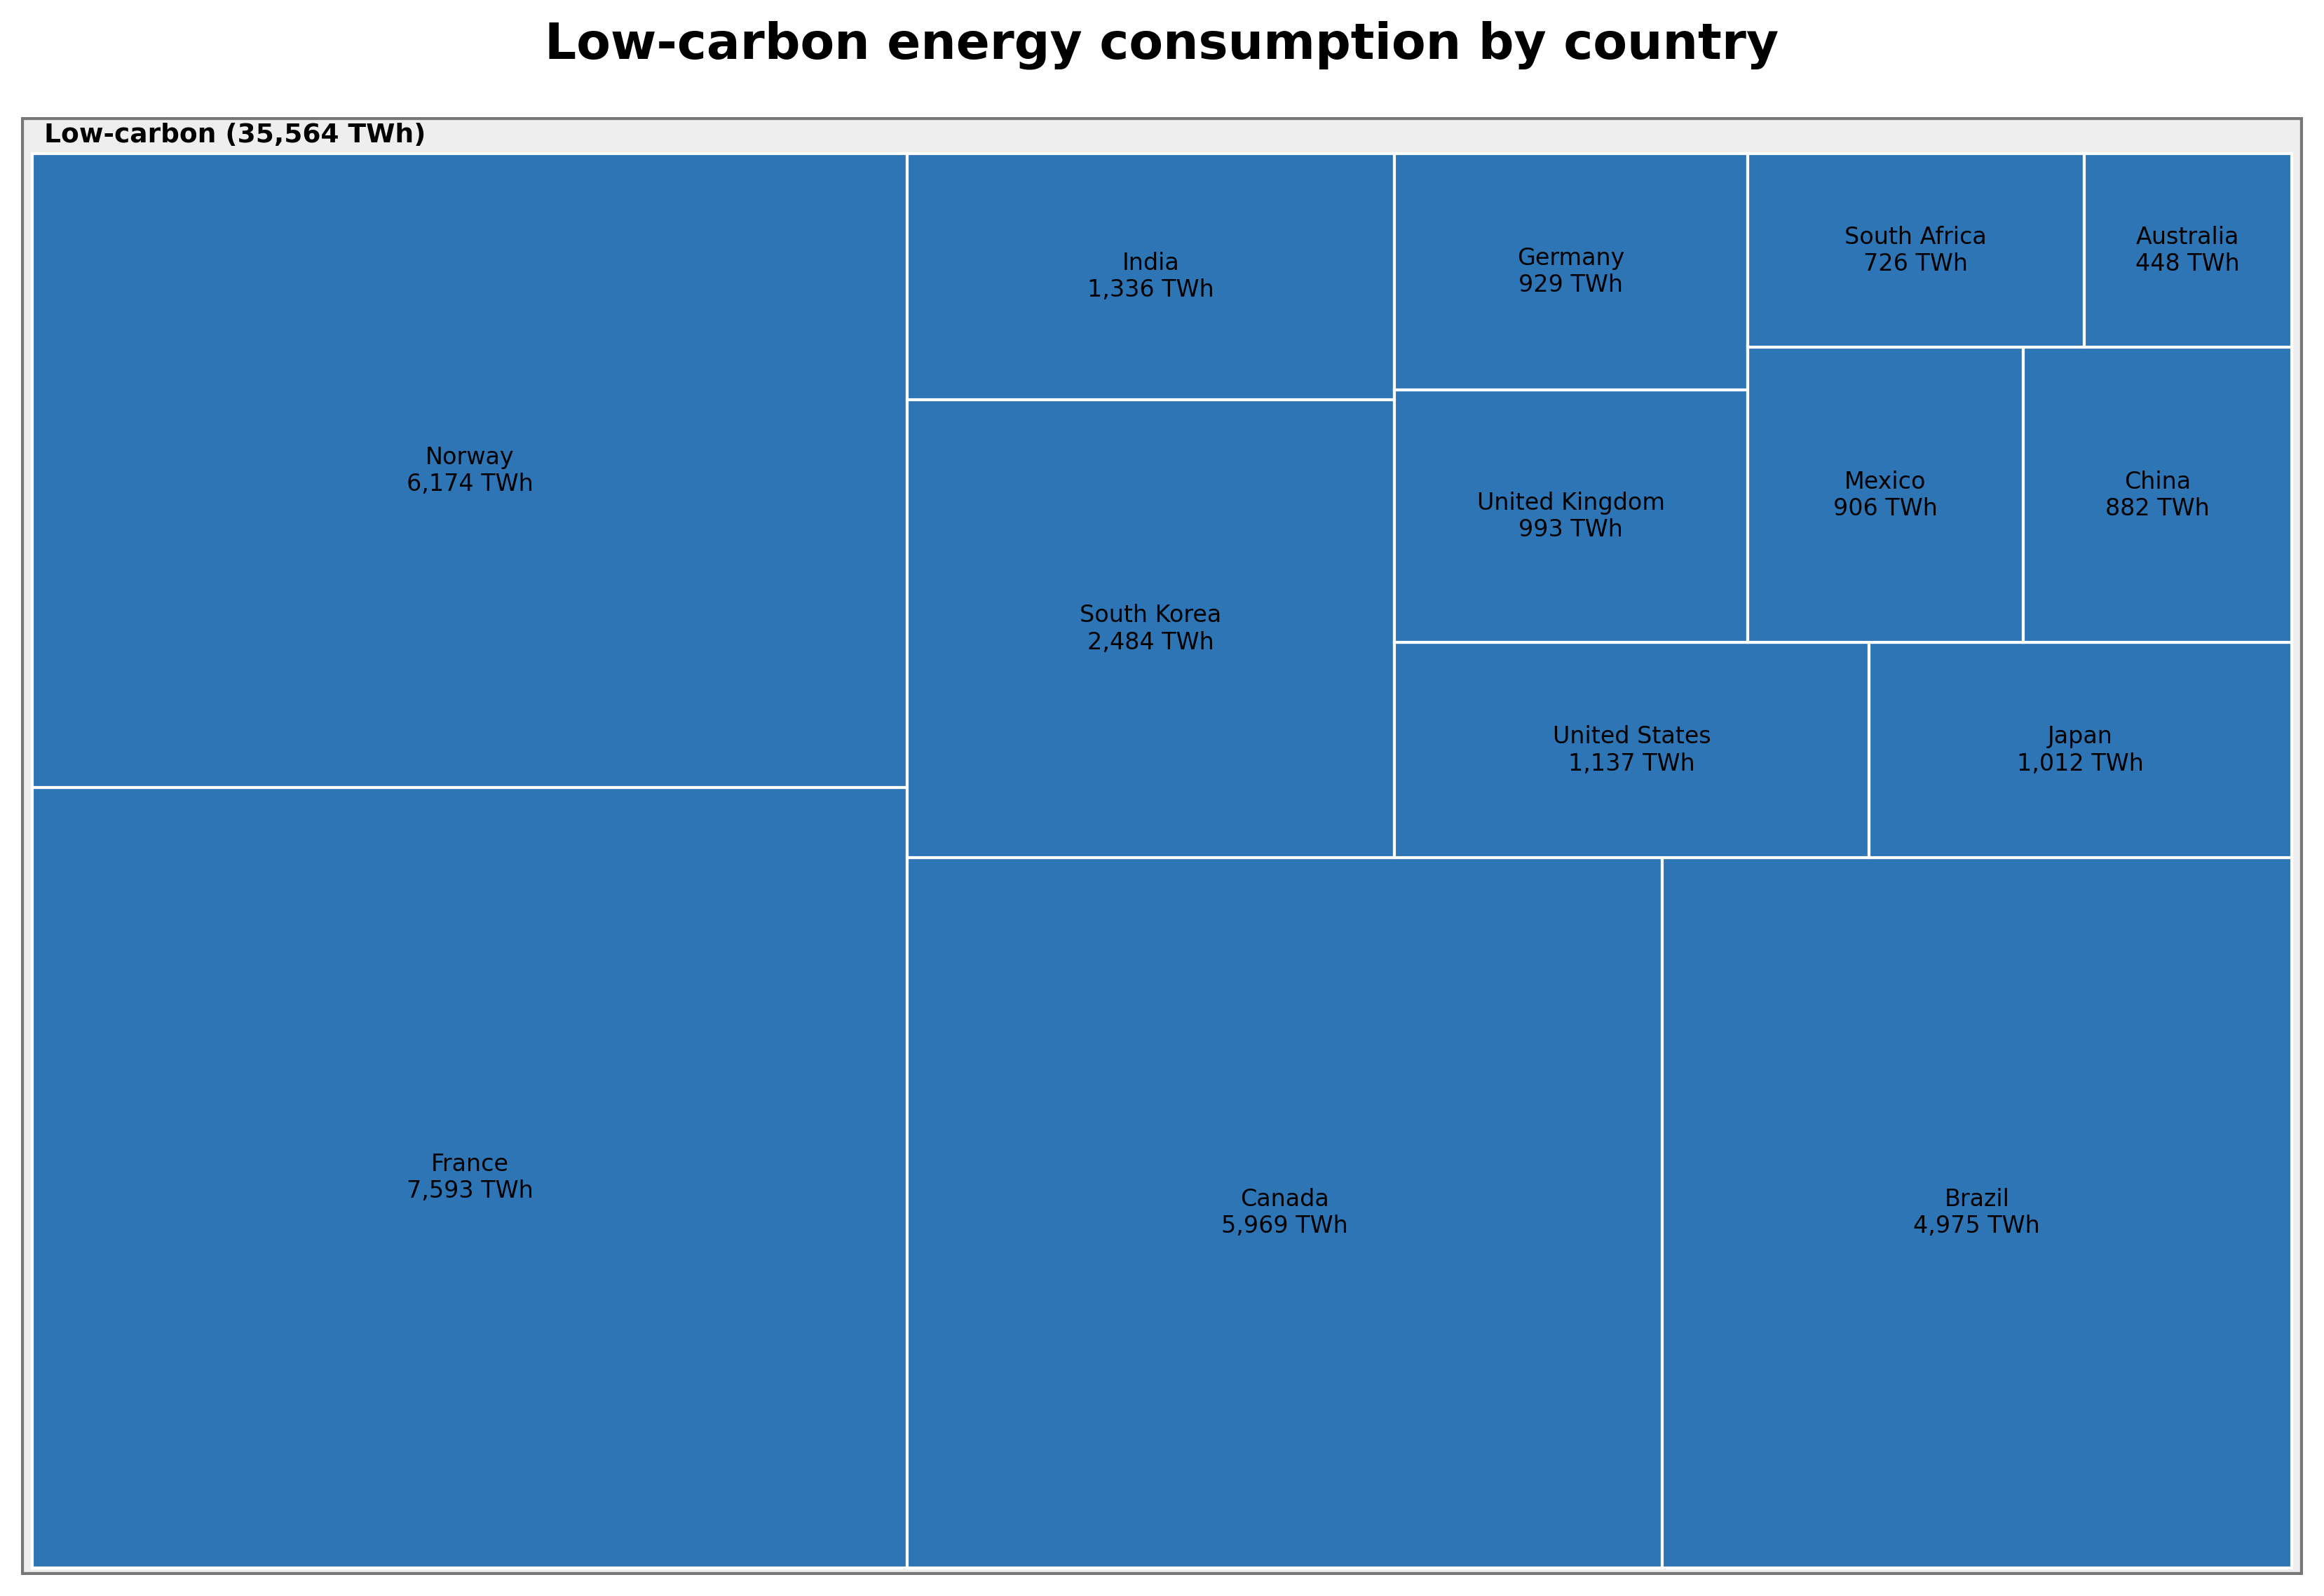 Low-carbon energy consumption by country
Low-carbon (35,564 TWh)
Norway
6,174 TWh
India
1,336 TWh
Germany
929 TWh
South Africa
726 TWh
Australia
448 TWh
South Korea
2,484 TWh
United Kingdom
993 TWh
Mexico
906 TWh
China
882 TWh
United States
1,137 TWh
Japan
1,012 TWh
France
7,593 TWh
Canada
5,969 TWh
Brazil
4,975 TWh